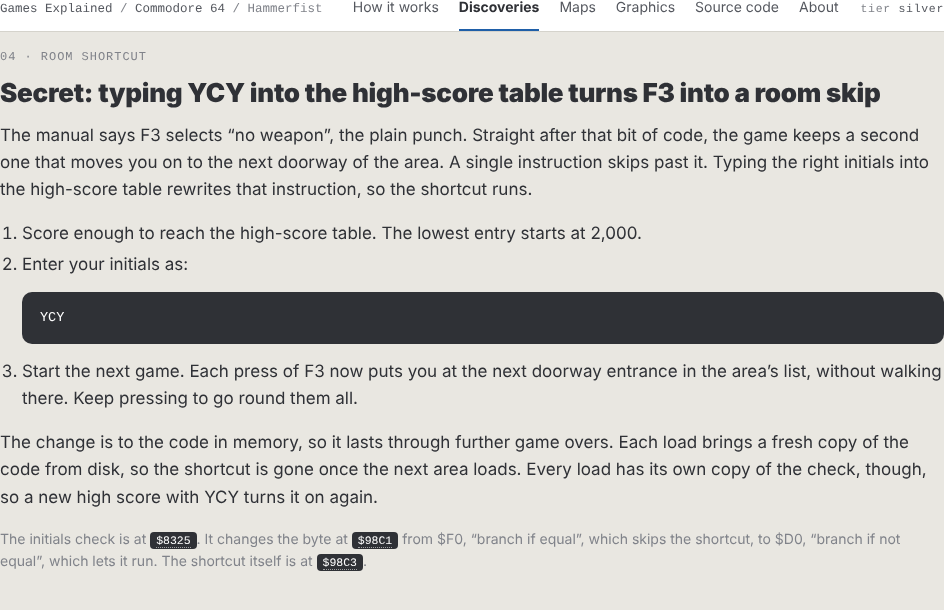 Games Explained / Commodore 64 / Hammerfist
How it works Discoveries Maps Graphics Source code About tier silver
04 · ROOM SHORTCUT
Secret: typing YCY into the high-score table turns F3 into a room skip
The manual says F3 selects “no weapon”, the plain punch. Straight after that bit of code, the game keeps a second
one that moves you on to the next doorway of the area. A single instruction skips past it. Typing the right initials into
the high-score table rewrites that instruction, so the shortcut runs.
1. Score enough to reach the high-score table. The lowest entry starts at 2,000.
2. Enter your initials as:
YCY
3. Start the next game. Each press of F3 now puts you at the next doorway entrance in the area’s list, without walking
there. Keep pressing to go round them all.
The change is to the code in memory, so it lasts through further game overs. Each load brings a fresh copy of the
code from disk, so the shortcut is gone once the next area loads. Every load has its own copy of the check, though,
so a new high score with YCY turns it on again.
The initials check is at $8325. It changes the byte at $98C1 from $F0, “branch if equal”, which skips the shortcut, to $D0, “branch if not
equal”, which lets it run. The shortcut itself is at $98C3.